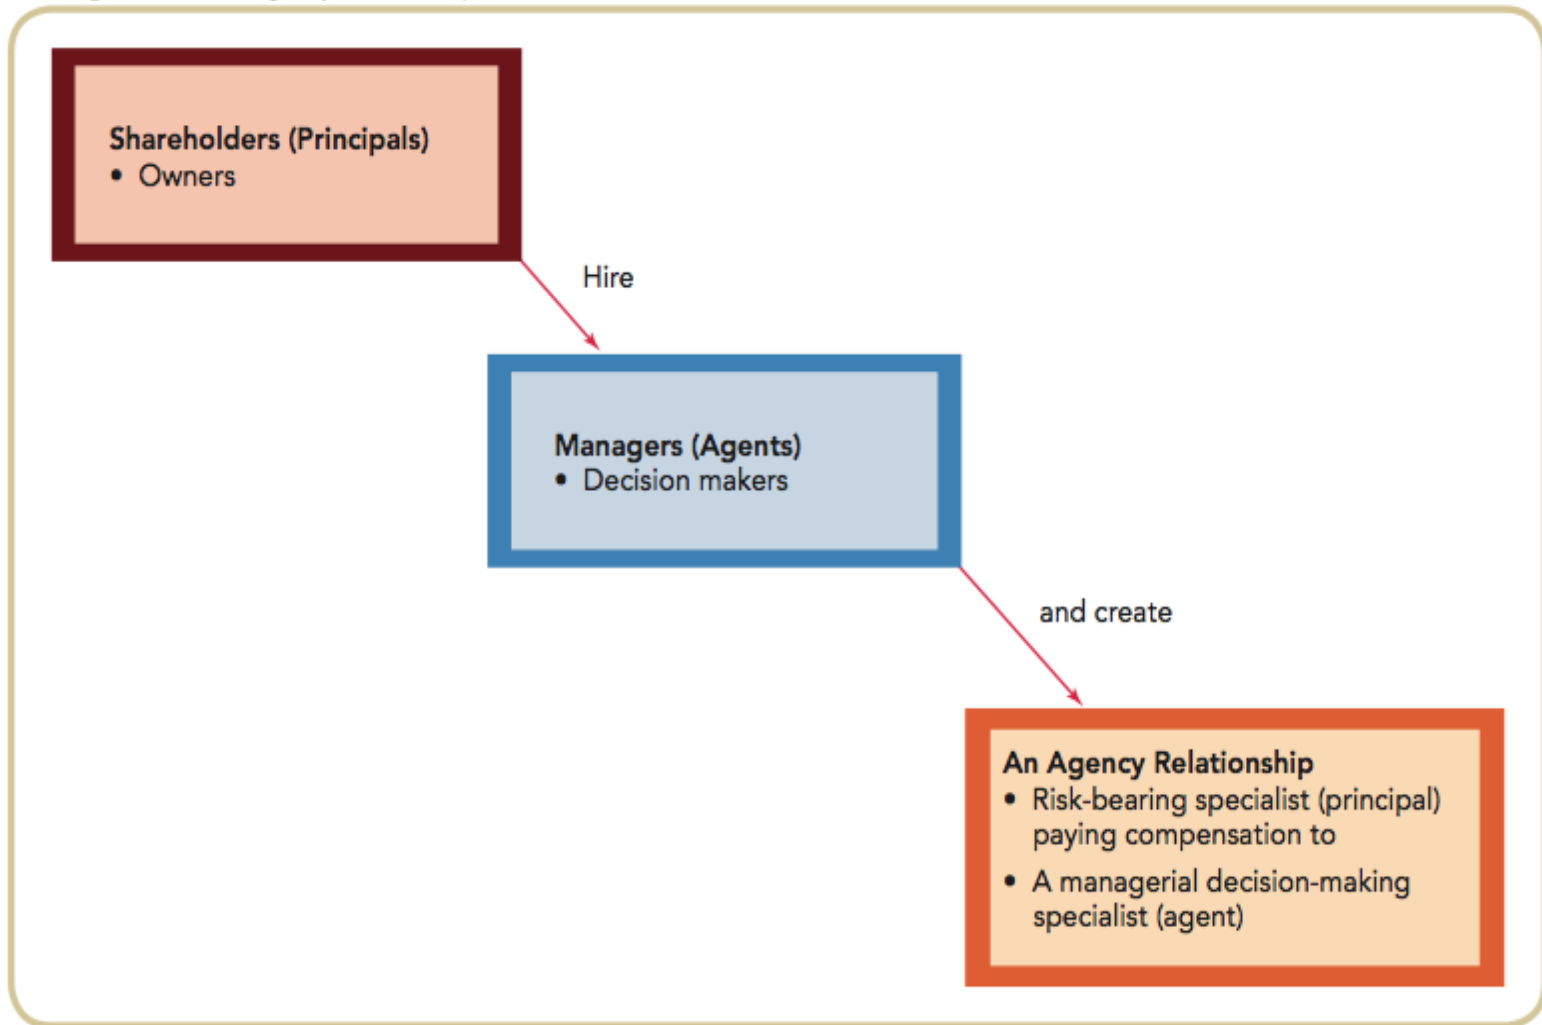 Shareholders (Principals)
• Owners
Hire
Managers (Agents)
• Decision makers
and create
An Agency Relationship
• Risk-bearing specialist (principal)
paying compensation to
• A managerial decision-making
specialist (agent)